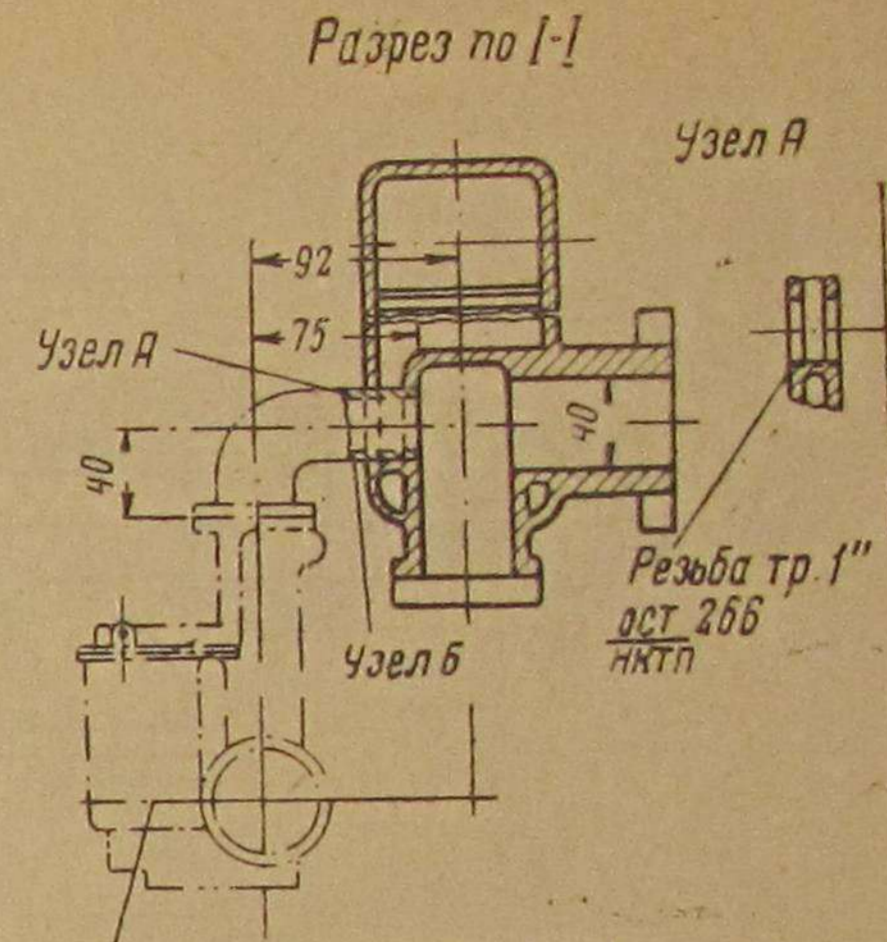 Разрез по I-I
Узел А
92
75
Узел А
40
40
Резьба тр. 1"
ОСТ 266
НКТП
Узел Б